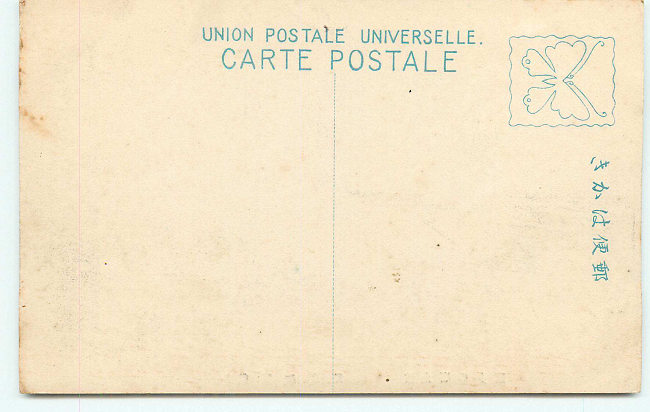 UNION POSTALE UNIVERSELLE.
CARTE POSTALE
きかは便郵